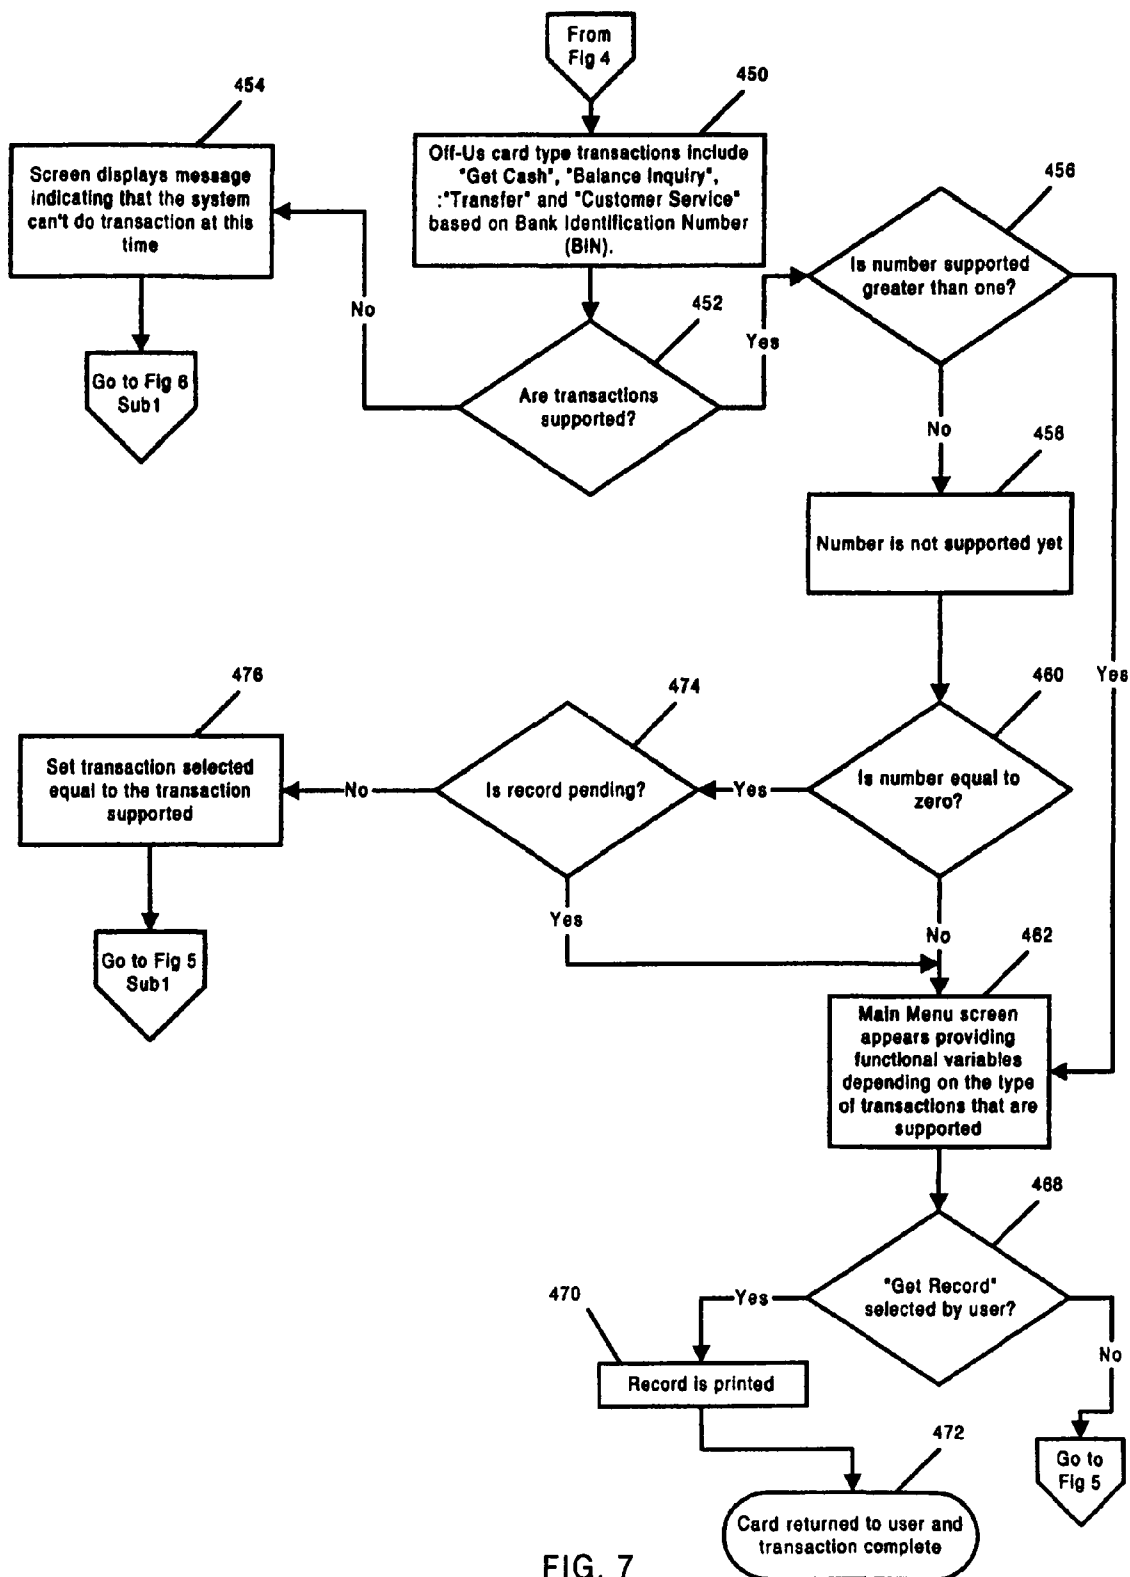 From
Fig 4
450
454
Off-Us card type transactions include
"Get Cash", "Balance Inquiry",
:"Transfer" and "Customer Service"
based on Bank Identification Number
(BIN).
Screen displays message
indicating that the system
can't do transaction at this
time
456
Is number supported
greater than one?
No
452
Yes
Go to Fig 6
Sub1
Are transactions
supported?
No
458
Number is not supported yet
Yes
476
474
460
Set transaction selected
equal to the transaction
supported
No
Is record pending?
Yes
Is number equal to
zero?
Yes
No
462
Go to Fig 5
Sub1
Main Menu screen
appears providing
functional variables
depending on the type
of transactions that are
supported
468
"Get Record"
selected by user?
470
Yes
No
Record is printed
472
Go to
Fig 5
Card returned to user and
transaction complete
FIG. 7